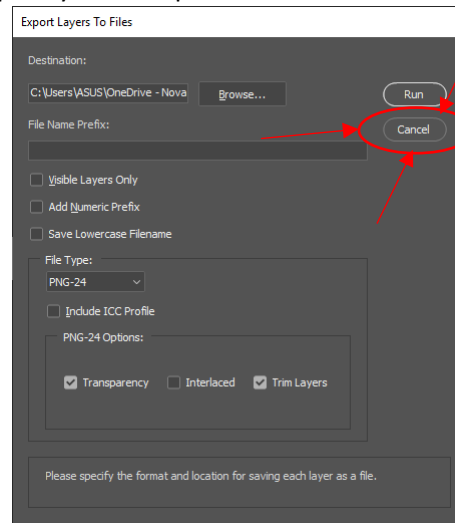 Export Layers To Files
Destination:
C:\Users\ASUS\OneDrive - Nova
Browse...
Run
File Name Prefix:
Cancel
Visible Layers Only
Add Numeric Prefix
Save Lowercase Filename
File Type:
PNG-24
Include ICC Profile
PNG-24 Options:
Transparency
Interlaced
Trim Layers
Please specify the format and location for saving each layer as a file.